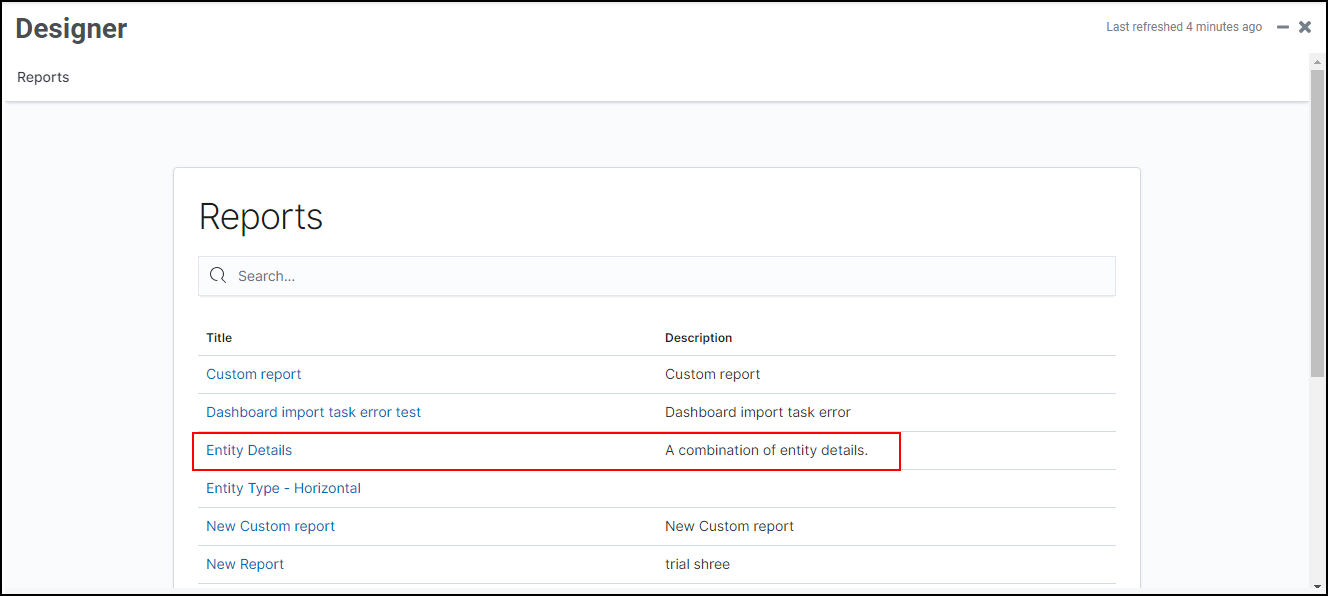 Designer
Last refreshed 4 minutes ago
Reports
Reports
Search...
Title Description
Custom report Custom report
Dashboard import task error test Dashboard import task error
Entity Details A combination of entity details.
Entity Type - Horizontal
New Custom report New Custom report
New Report trial shree